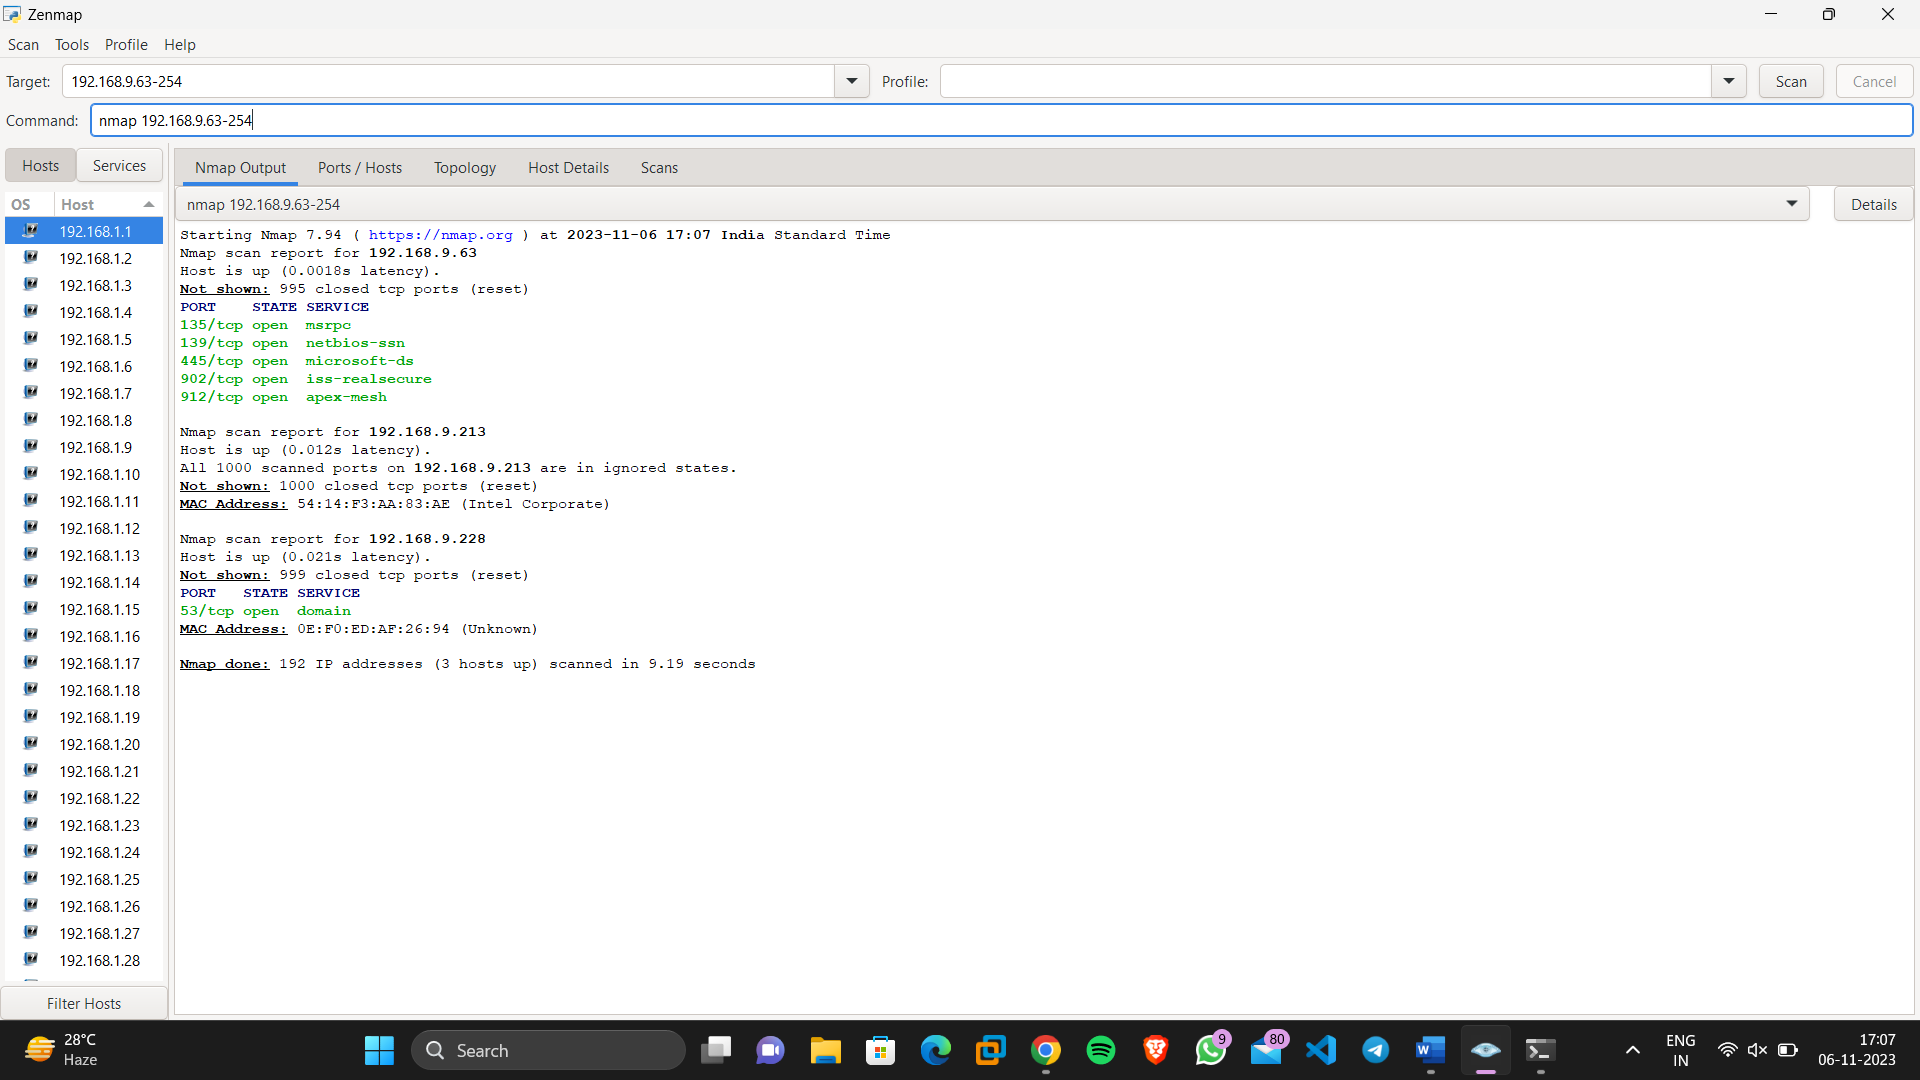 Zenmap
Scan Tools Profile Help
Target: 192.168.9.63-254 Profile: Scan Cancel
Command: nmap 192.168.9.63-254
Hosts Services
Nmap Output Ports / Hosts Topology Host Details Scans
OS Host
nmap 192.168.9.63-254 Details
192.168.1.1
192.168.1.2
192.168.1.3
192.168.1.4
192.168.1.5
192.168.1.6
192.168.1.7
192.168.1.8
192.168.1.9
192.168.1.10
192.168.1.11
192.168.1.12
192.168.1.13
192.168.1.14
192.168.1.15
192.168.1.16
192.168.1.17
192.168.1.18
192.168.1.19
192.168.1.20
192.168.1.21
192.168.1.22
192.168.1.23
192.168.1.24
192.168.1.25
192.168.1.26
192.168.1.27
192.168.1.28
Filter Hosts
Starting Nmap 7.94 ( https://nmap.org ) at 2023-11-06 17:07 India Standard Time
Nmap scan report for 192.168.9.63
Host is up (0.0018s latency).
Not shown: 995 closed tcp ports (reset)
PORT STATE SERVICE
135/tcp open msrpc
139/tcp open netbios-ssn
445/tcp open microsoft-ds
902/tcp open iss-realsecure
912/tcp open apex-mesh
Nmap scan report for 192.168.9.213
Host is up (0.012s latency).
All 1000 scanned ports on 192.168.9.213 are in ignored states.
Not shown: 1000 closed tcp ports (reset)
MAC Address: 54:14:F3:AA:83:AE (Intel Corporate)
Nmap scan report for 192.168.9.228
Host is up (0.021s latency).
Not shown: 999 closed tcp ports (reset)
PORT STATE SERVICE
53/tcp open domain
MAC Address: 0E:F0:ED:AF:26:94 (Unknown)
Nmap done: 192 IP addresses (3 hosts up) scanned in 9.19 seconds
28°C
Haze
Search
9
80
ENG
IN
17:07
06-11-2023